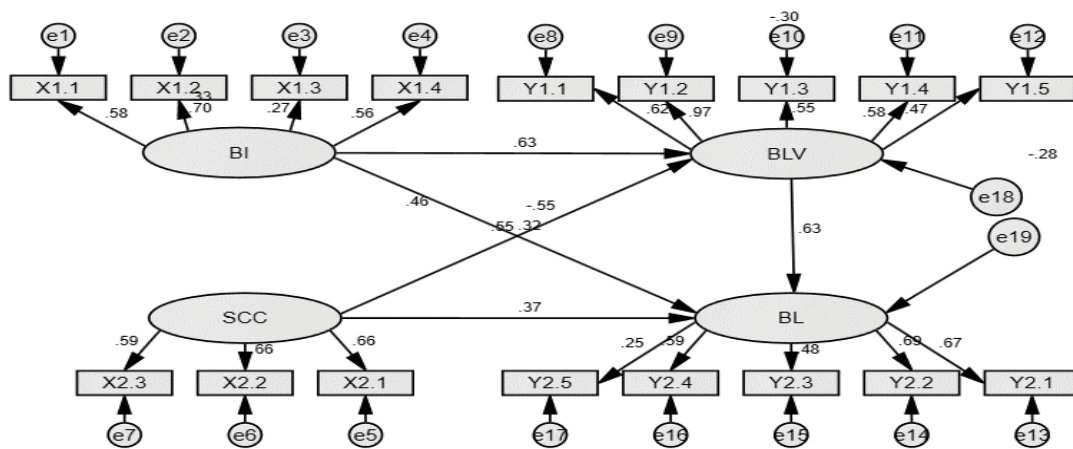 -.30
e1 e2 e3 e4 e8 e9 e10 e11 e12
X1.1 X1.2 X1.3 X1.4 Y1.1 Y1.2 Y1.3 Y1.4 Y1.5
.33
.58 .70 .27 .56 .62 .97 .55 .58 .47
BI .63 BLV -.28
.46 -.55 e18
.55 .32 .63 e19
SCC .37 BL
.59 .66 .66 .25 .59 .48 .69 .67
X2.3 X2.2 X2.1 Y2.5 Y2.4 Y2.3 Y2.2 Y2.1
e7 e6 e5 e17 e16 e15 e14 e13